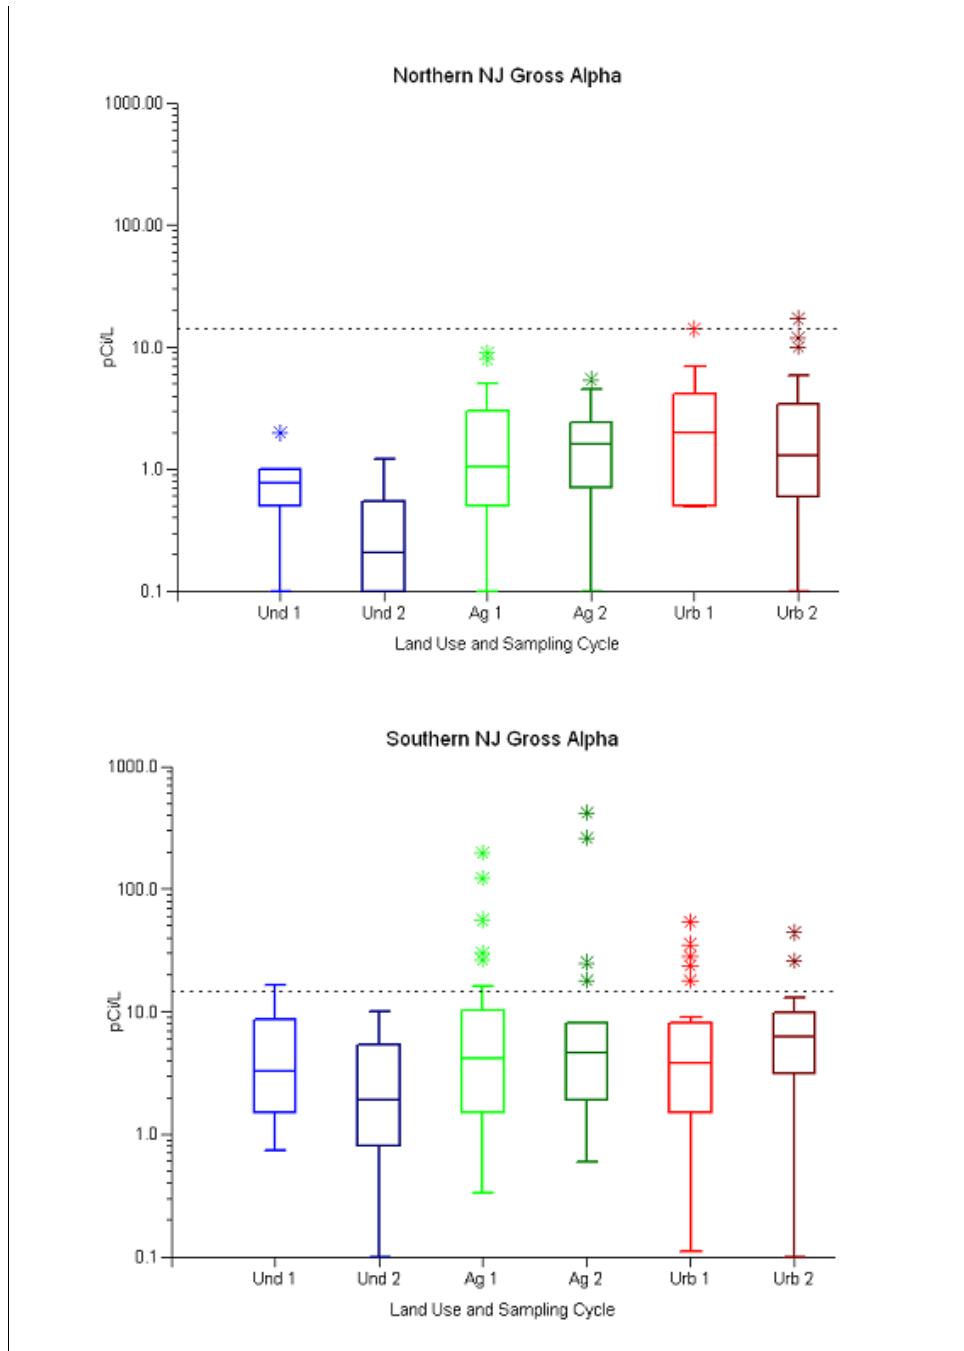 Northern NJ Gross Alpha
1000.00
100.00
10.0
1.0
0.1
pCi/L
Und 1 Und 2 Ag 1 Ag 2 Urb 1 Urb 2
Land Use and Sampling Cycle
Southern NJ Gross Alpha
1000.0
100.0
10.0
1.0
0.1
pCi/L
Und 1 Und 2 Ag 1 Ag 2 Urb 1 Urb 2
Land Use and Sampling Cycle